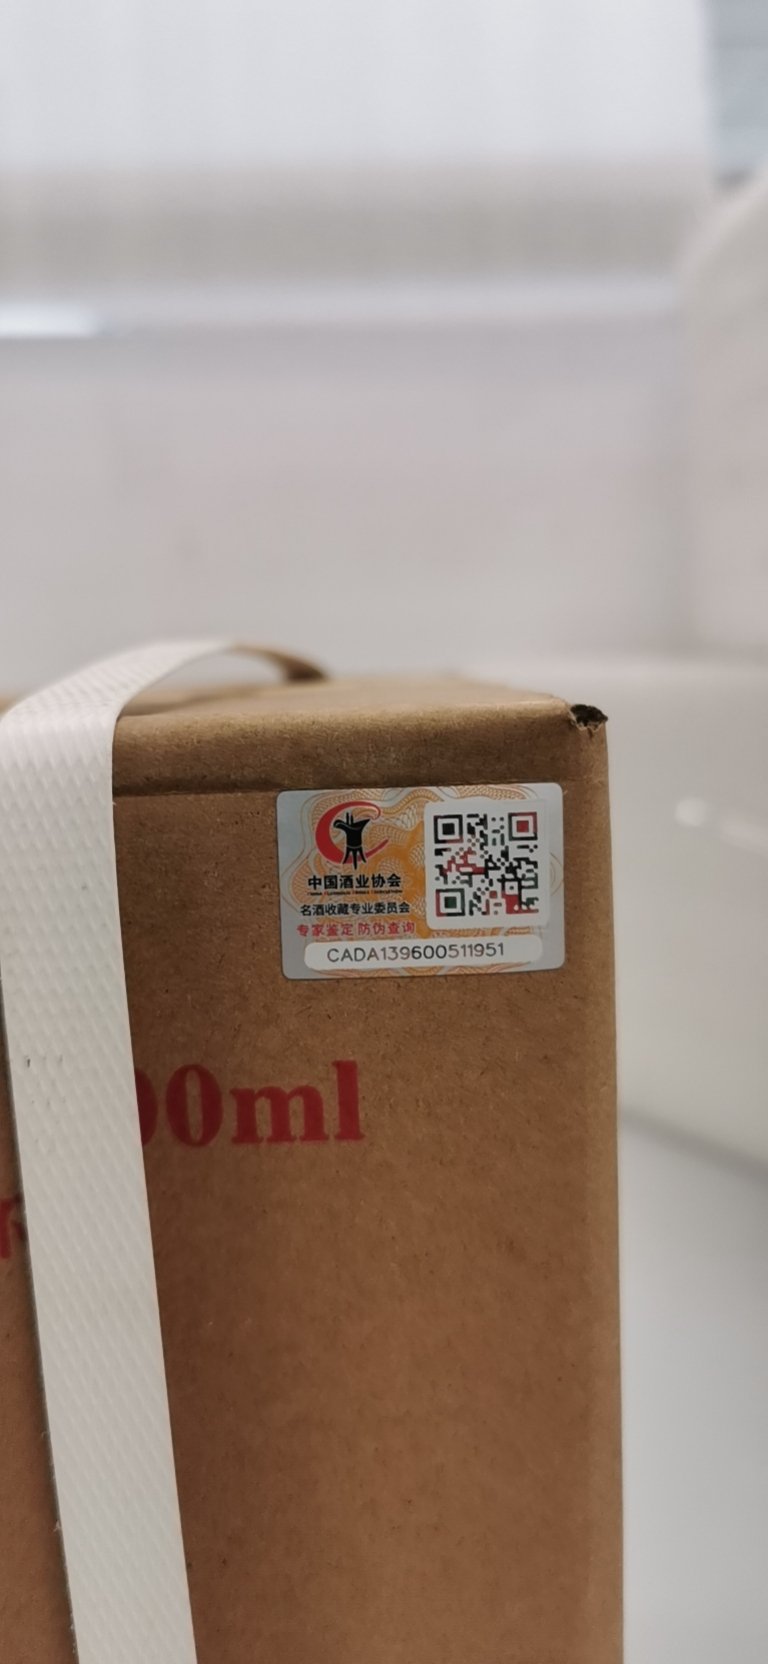 中国酒业协会
名酒收藏专业委员会
专家鉴定 防伪查询
CADA139600511951
00ml